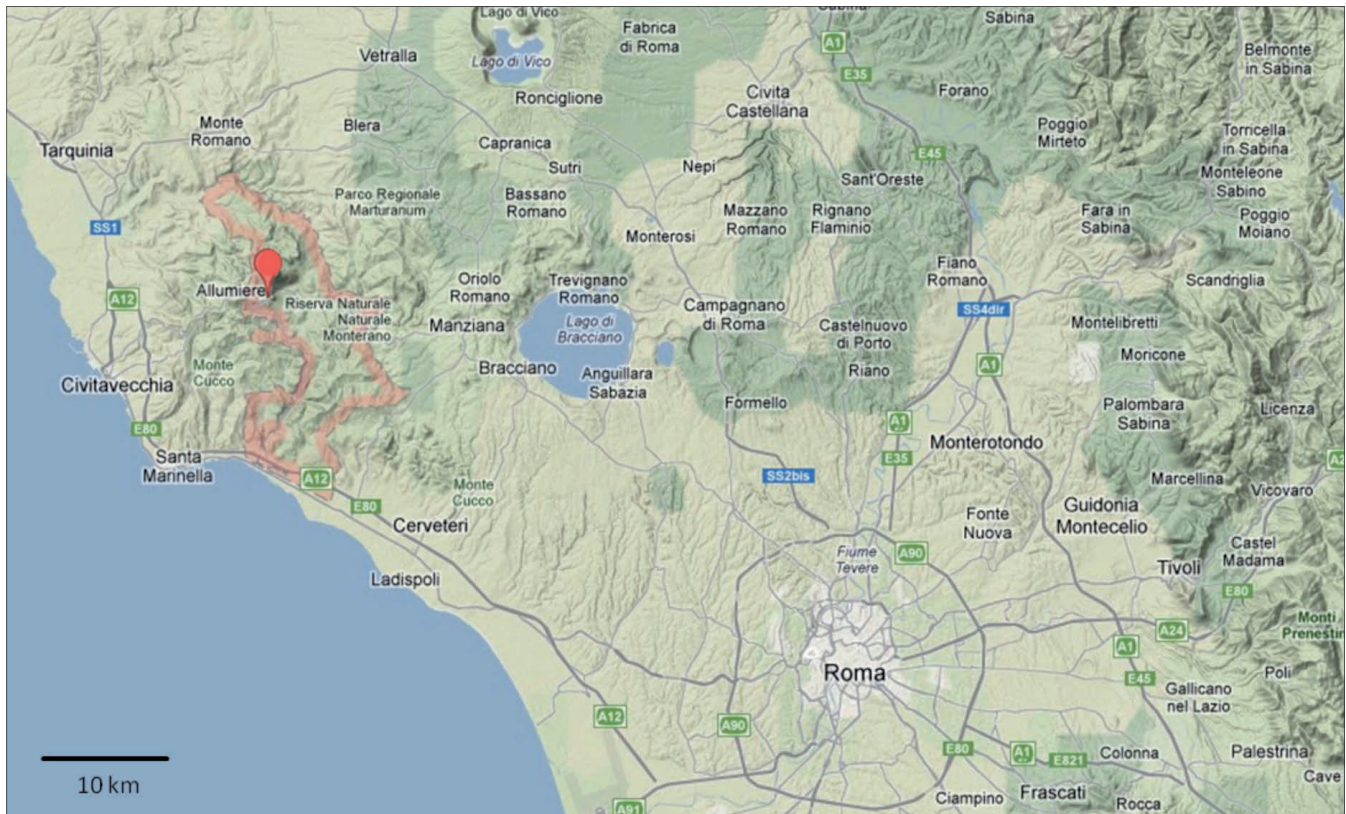 Lago di Vico
Sabina
Sabina
Fabrica
di Roma
A1
Vetralla
Lago di Vico
Belmonte
in Sabina
E35
Ronciglione
Civita
Castellana
Forano
Monte
Romano
Blera
Poggio
Mirteto
Torricella
in Sabina
Tarquinia
Capranica
E45
Sutri
Nepi
Sant'Oreste
Monteleone
Sabino
Parco Regionale
Marturanum
Bassano
Romano
Mazzano
Romano
Rignano
Flaminio
Fara in
Sabina
Poggio
Moiano
SS1
Monterosi
Fiano
Romano
Allumiere
Oriolo
Romano
Trevignano
Romano
Scandriglia
A12
Riserva Naturale
Naturale
Monterano
Campagnano
di Roma
SS4dir
Manziana
Lago di
Bracciano
Castelnuovo
di Porto
Montelibretti
Moricone
Monte
Cucco
Bracciano
A1
Riano
Civitavecchia
Anguillara
Sabazia
Formello
Palombara
Sabina
Licenza
E80
A1
Monterotondo
Santa
Marinella
E35
A2
A12
SS2bis
Marcellina
Monte
Cucco
Vicovaro
E80
Guidonia
Montecelio
Cerveteri
Fonte
Nuova
Fiume
Tevere
A90
Castel
Madama
Ladispoli
Tivoli
E80
Monti
Prenestin
A24
A1
Roma
Poli
E45
Gallicano
nel Lazio
A12
A90
E80
A1
E821
Colonna
Palestrina
10 km
Cave
Ciampino
Frascati
Rocca
A91